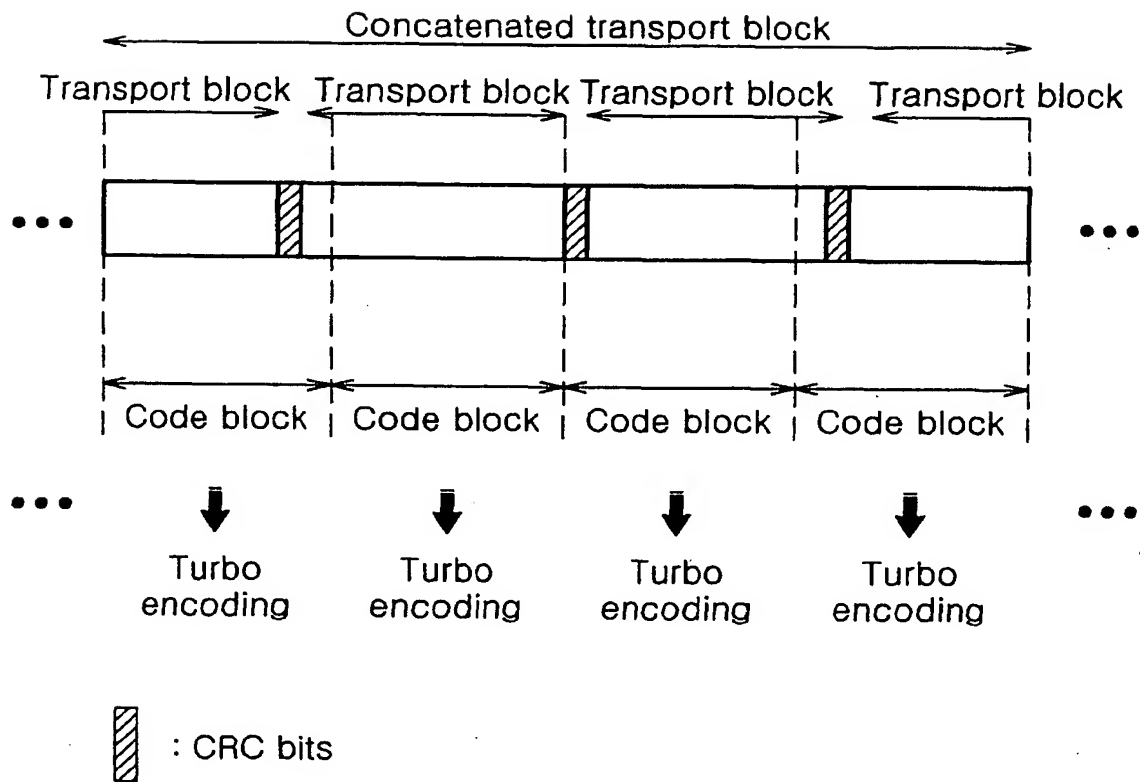 Concatenated transport block
Transport block Transport block Transport block Transport block
••• •••
Code block Code block Code block Code block
••• •••
Turbo encoding Turbo encoding Turbo encoding Turbo encoding
: CRC bits